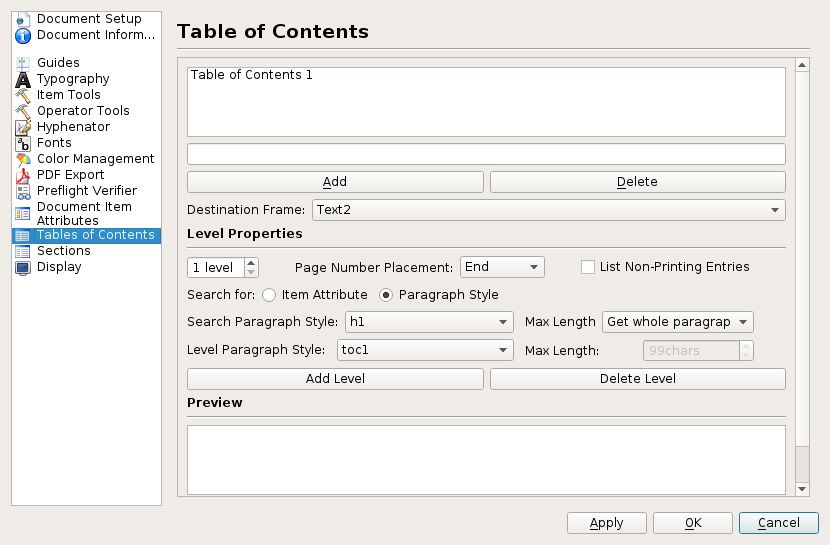 Document Setup
Document Inform...
Guides
Typography
Item Tools
Operator Tools
Hyphenator
Fonts
Color Management
PDF Export
Preflight Verifier
Document Item
Attributes
Tables of Contents
Sections
Display
Table of Contents
Table of Contents 1
Add Delete
Destination Frame: Text2
Level Properties
1 level Page Number Placement: End List Non-Printing Entries
Search for: Item Attribute Paragraph Style
Search Paragraph Style: h1 Max Length Get whole paragrap
Level Paragraph Style: toc1 Max Length: 99chars
Add Level Delete Level
Preview
Apply OK Cancel